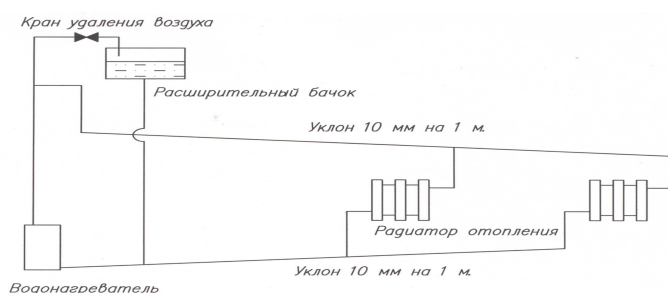 Кран удаления воздуха
Расширительный бачок
Уклон 10 мм на 1 м.
Радиатор отопления
Уклон 10 мм на 1 м.
Водонагреватель